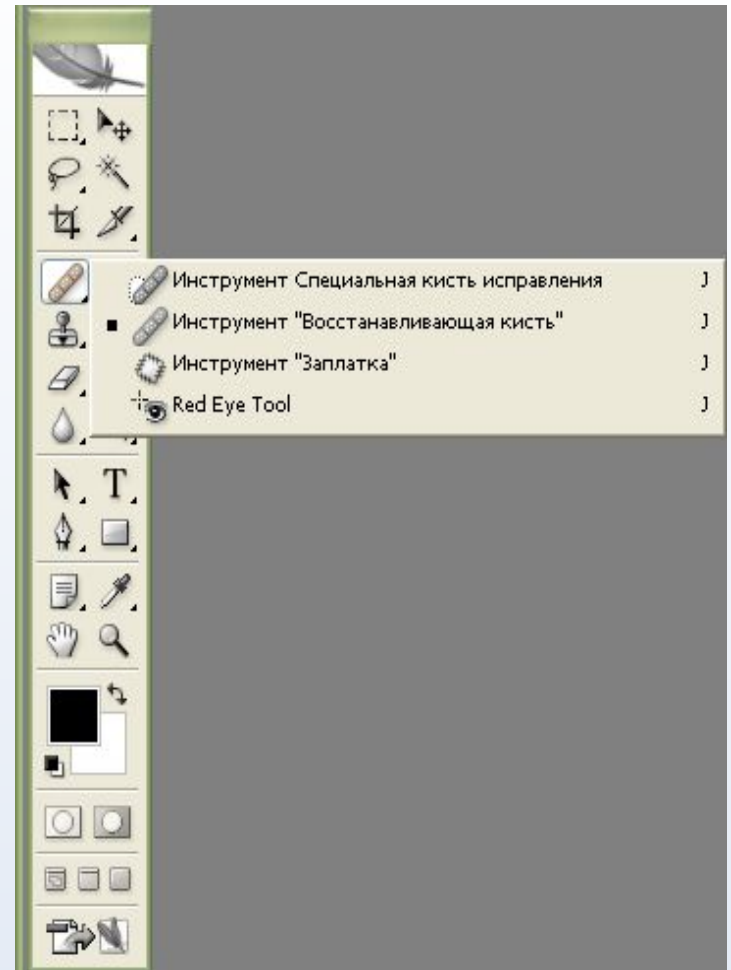 Инструмент Специальная кисть исправления J
Инструмент "Восстанавливающая кисть" J
Инструмент "Заплатка" J
Red Eye Tool J